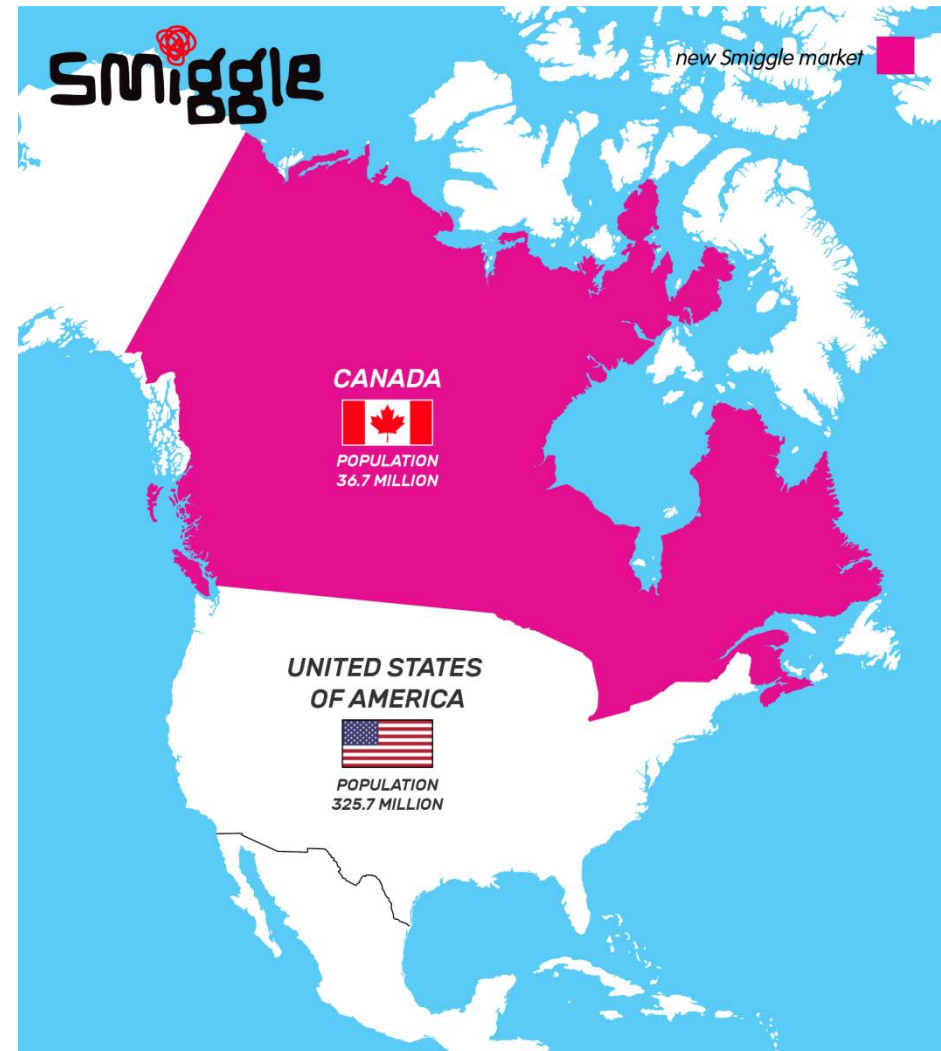 smiggle
new Smiggle market
CANADA
POPULATION
36.7 MILLION
UNITED STATES
OF AMERICA
POPULATION
325.7 MILLION